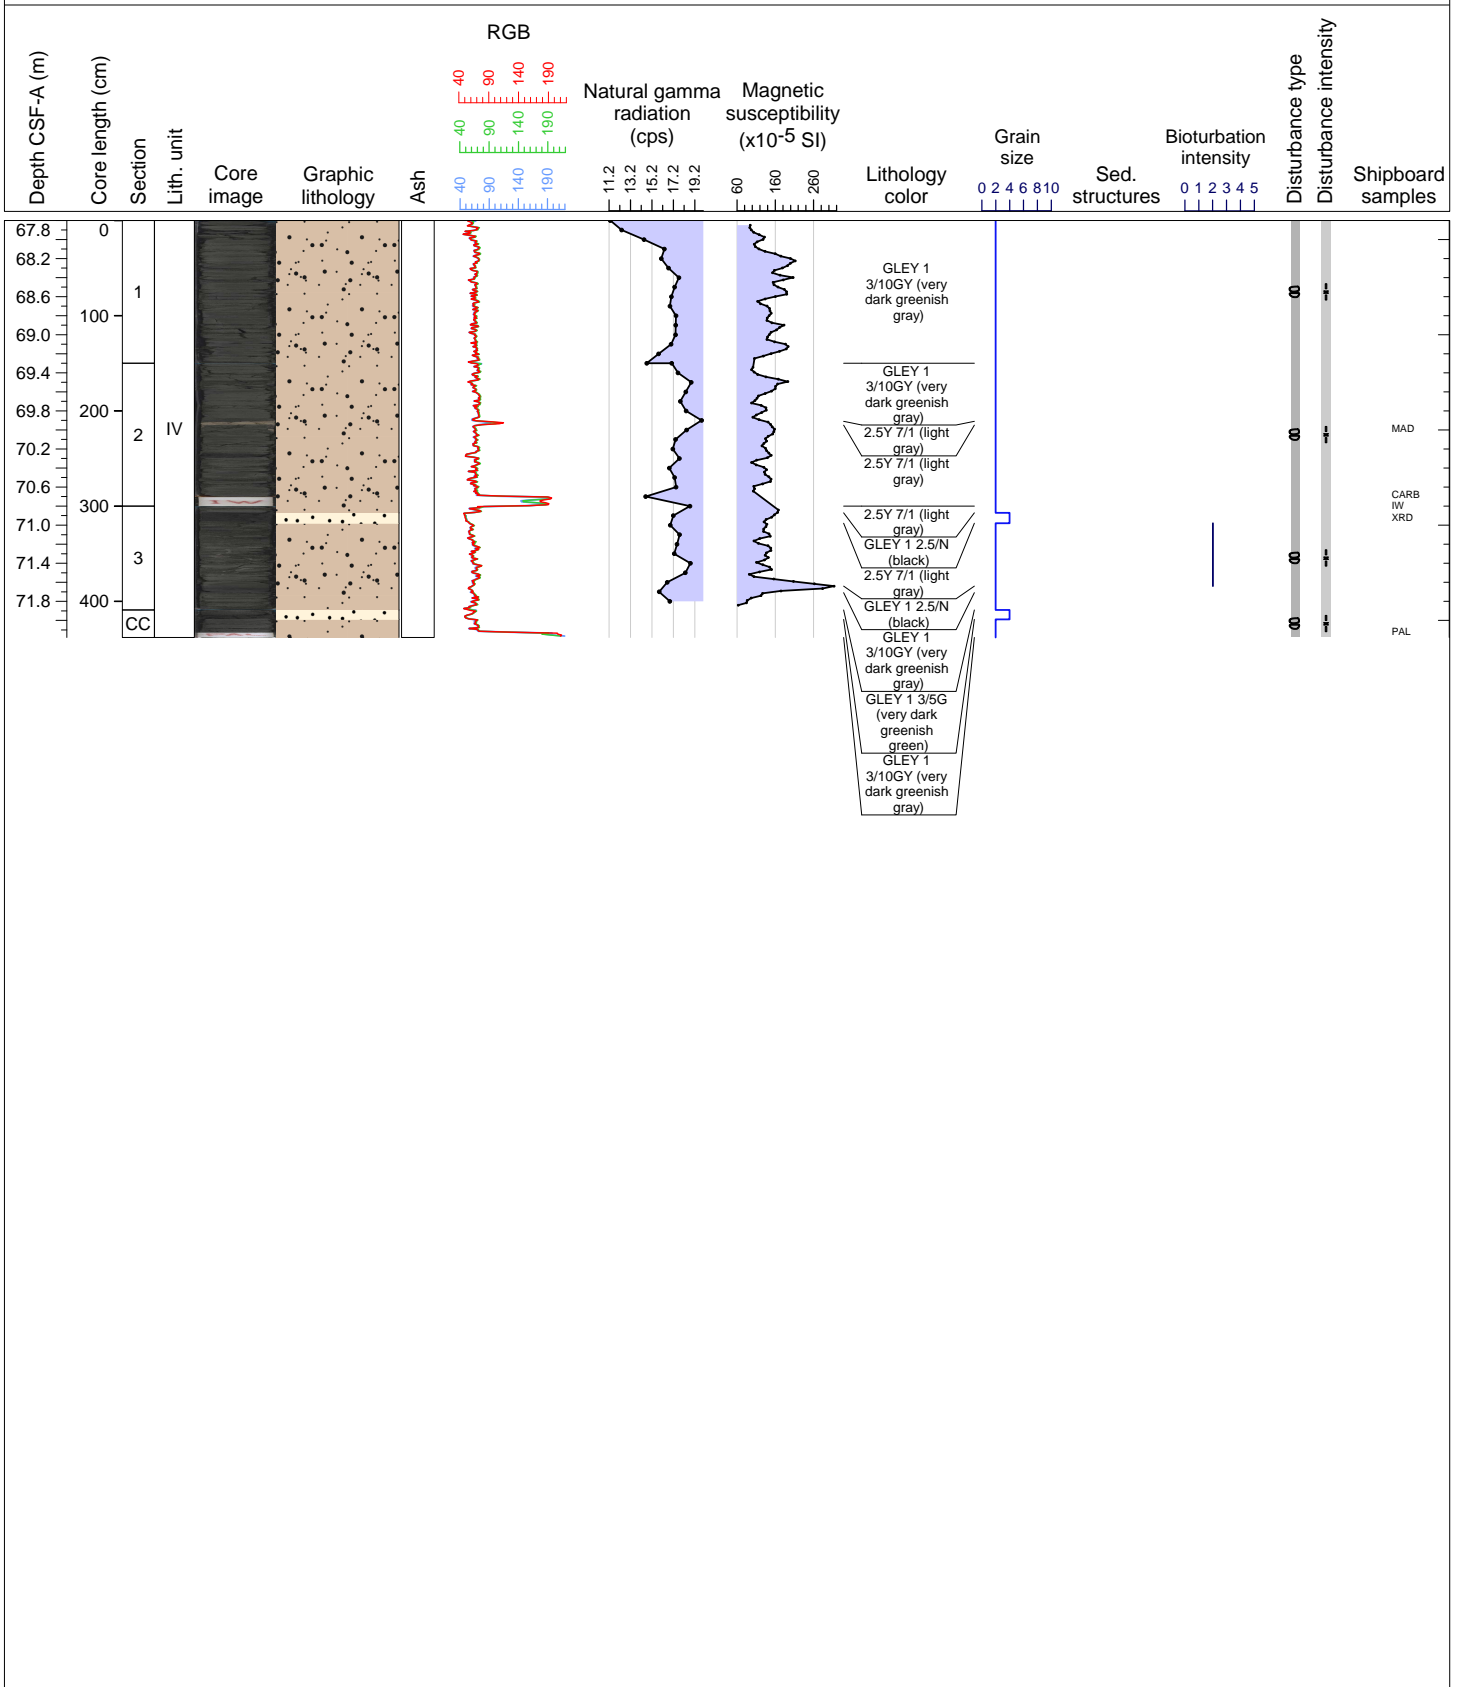 RGB
40 90 140 190
40 90 140 190
40 90 140 190
Depth CSF-A (m)
Core length (cm)
Section
Lith. unit
Core
image
Graphic
lithology
Ash
Natural gamma
radiation
(cps)
11.2 13.2 15.2 17.2 19.2
Magnetic
susceptibility
(x10-5 SI)
60 160 260
Lithology
color
Grain
size
0 2 4 6 8 10
Sed.
structures
Bioturbation
intensity
0 1 2 3 4 5
Disturbance type
Disturbance intensity
Shipboard
samples
67.8
68.2
68.6
69.0
69.4
69.8
70.2
70.6
71.0
71.4
71.8
0
100
200
300
400
1
2
3
CC
IV
I W
GLEY 1
3/10GY (very
dark greenish
gray)
GLEY 1
3/10GY (very
dark greenish
gray)
2.5Y 7/1 (light
gray)
2.5Y 7/1 (light
gray)
2.5Y 7/1 (light
gray)
GLEY 1 2.5/N
(black)
2.5Y 7/1 (light
gray)
GLEY 1 2.5/N
(black)
GLEY 1
3/10GY (very
dark greenish
gray)
GLEY 1 3/5G
(very dark
greenish
green)
GLEY 1
3/10GY (very
dark greenish
gray)
MAD
CARB
IW
XRD
PAL